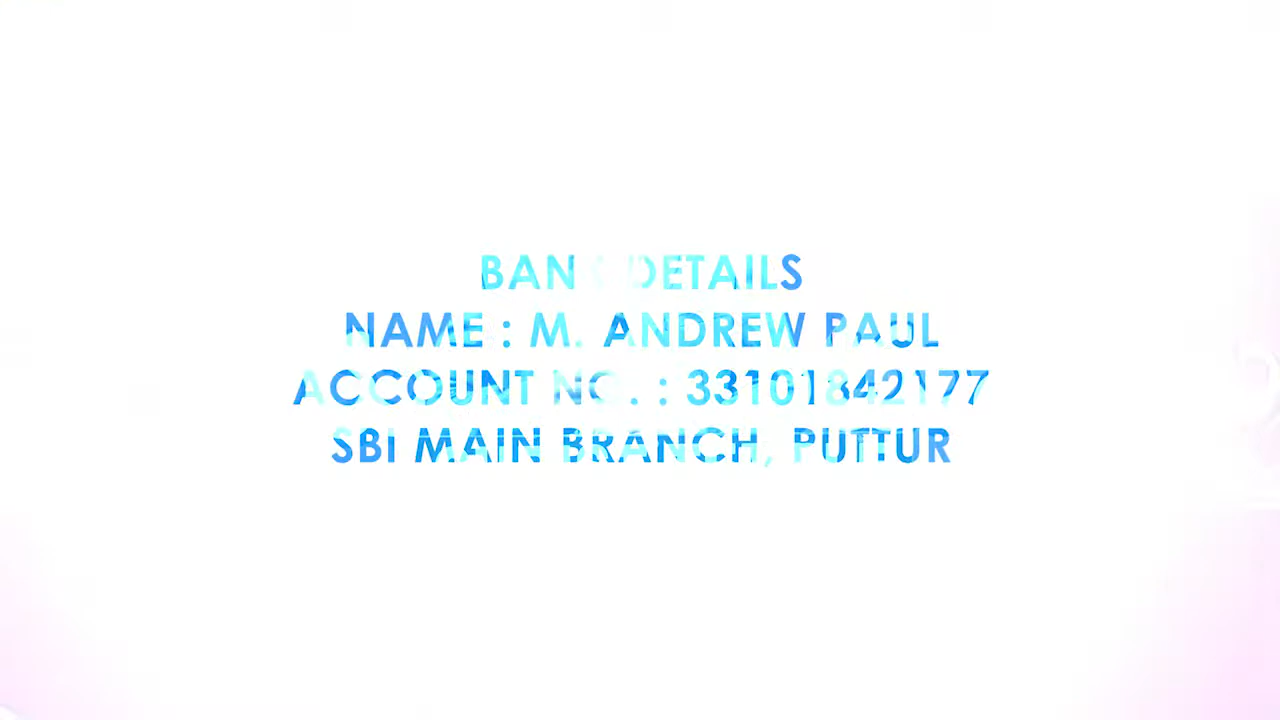 BANK DETAILS
NAME : M. ANDREW PAUL
ACCOUNT NO. : 33101842177
SBI MAIN BRANCH, PUTTUR